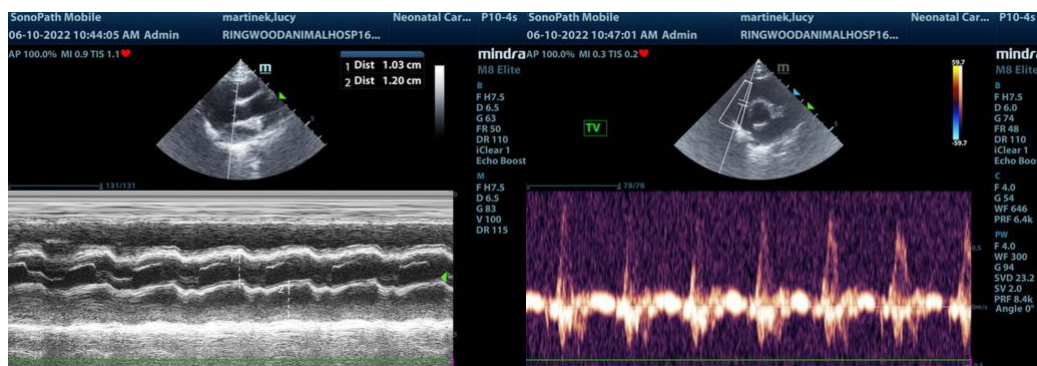 SonoPath Mobile martinek,lucy Neonatal Car... P10-4s
06-10-2022 10:44:05 AM Admin RINGWOODANIMALHOSP16...
AP 100.0% MI 0.9 TIS 1.1
1 Dist 1.03 cm
2 Dist 1.20 cm
m
mindra
M8 Elite
B
F H7.5
D 6.5
G 63
FR 50
DR 110
iClear 1
Echo Boost
M
F H7.5
D 6.5
G 83
V 100
DR 115
5
131/131
SonoPath Mobile martinek,lucy Neonatal Car... P10-4s
06-10-2022 10:47:01 AM Admin RINGWOODANIMALHOSP16...
AP 100.0% MI 0.3 TIS 0.2
m
TV
59.7
-59.7
mindra
M8 Elite
B
F H7.5
D 6.0
G 74
FR 48
DR 110
iClear 1
Echo Boo
C
F 4.0
G 54
WF 646
PRF 6.4k
PW
F 4.0
WF 300
G 94
SVD 23.2
SV 2.0
PRF 8.4k
Angle 0°
5
78/78
0.5
0m/s